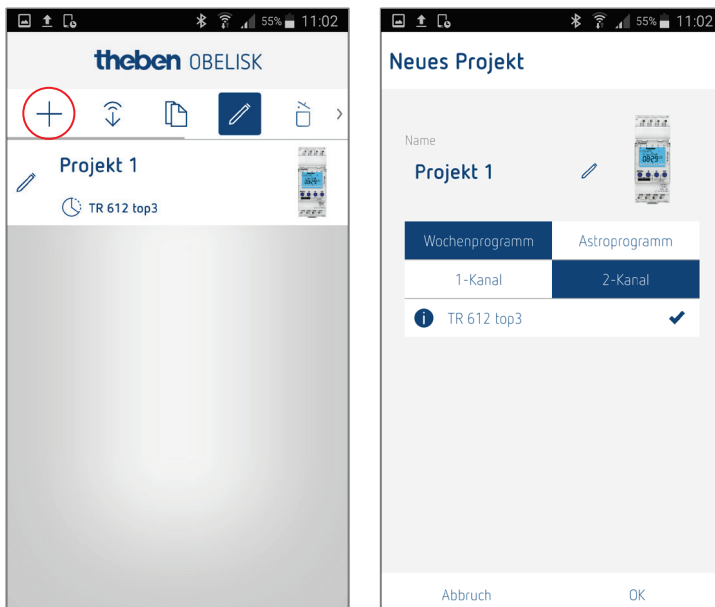 55% 11:02
theben OBELISK
Projekt 1
TR 612 top3
55% 11:02
Neues Projekt
Name
Projekt 1
Wochenprogramm Astroprogramm
1-Kanal 2-Kanal
TR 612 top3
Abbruch OK